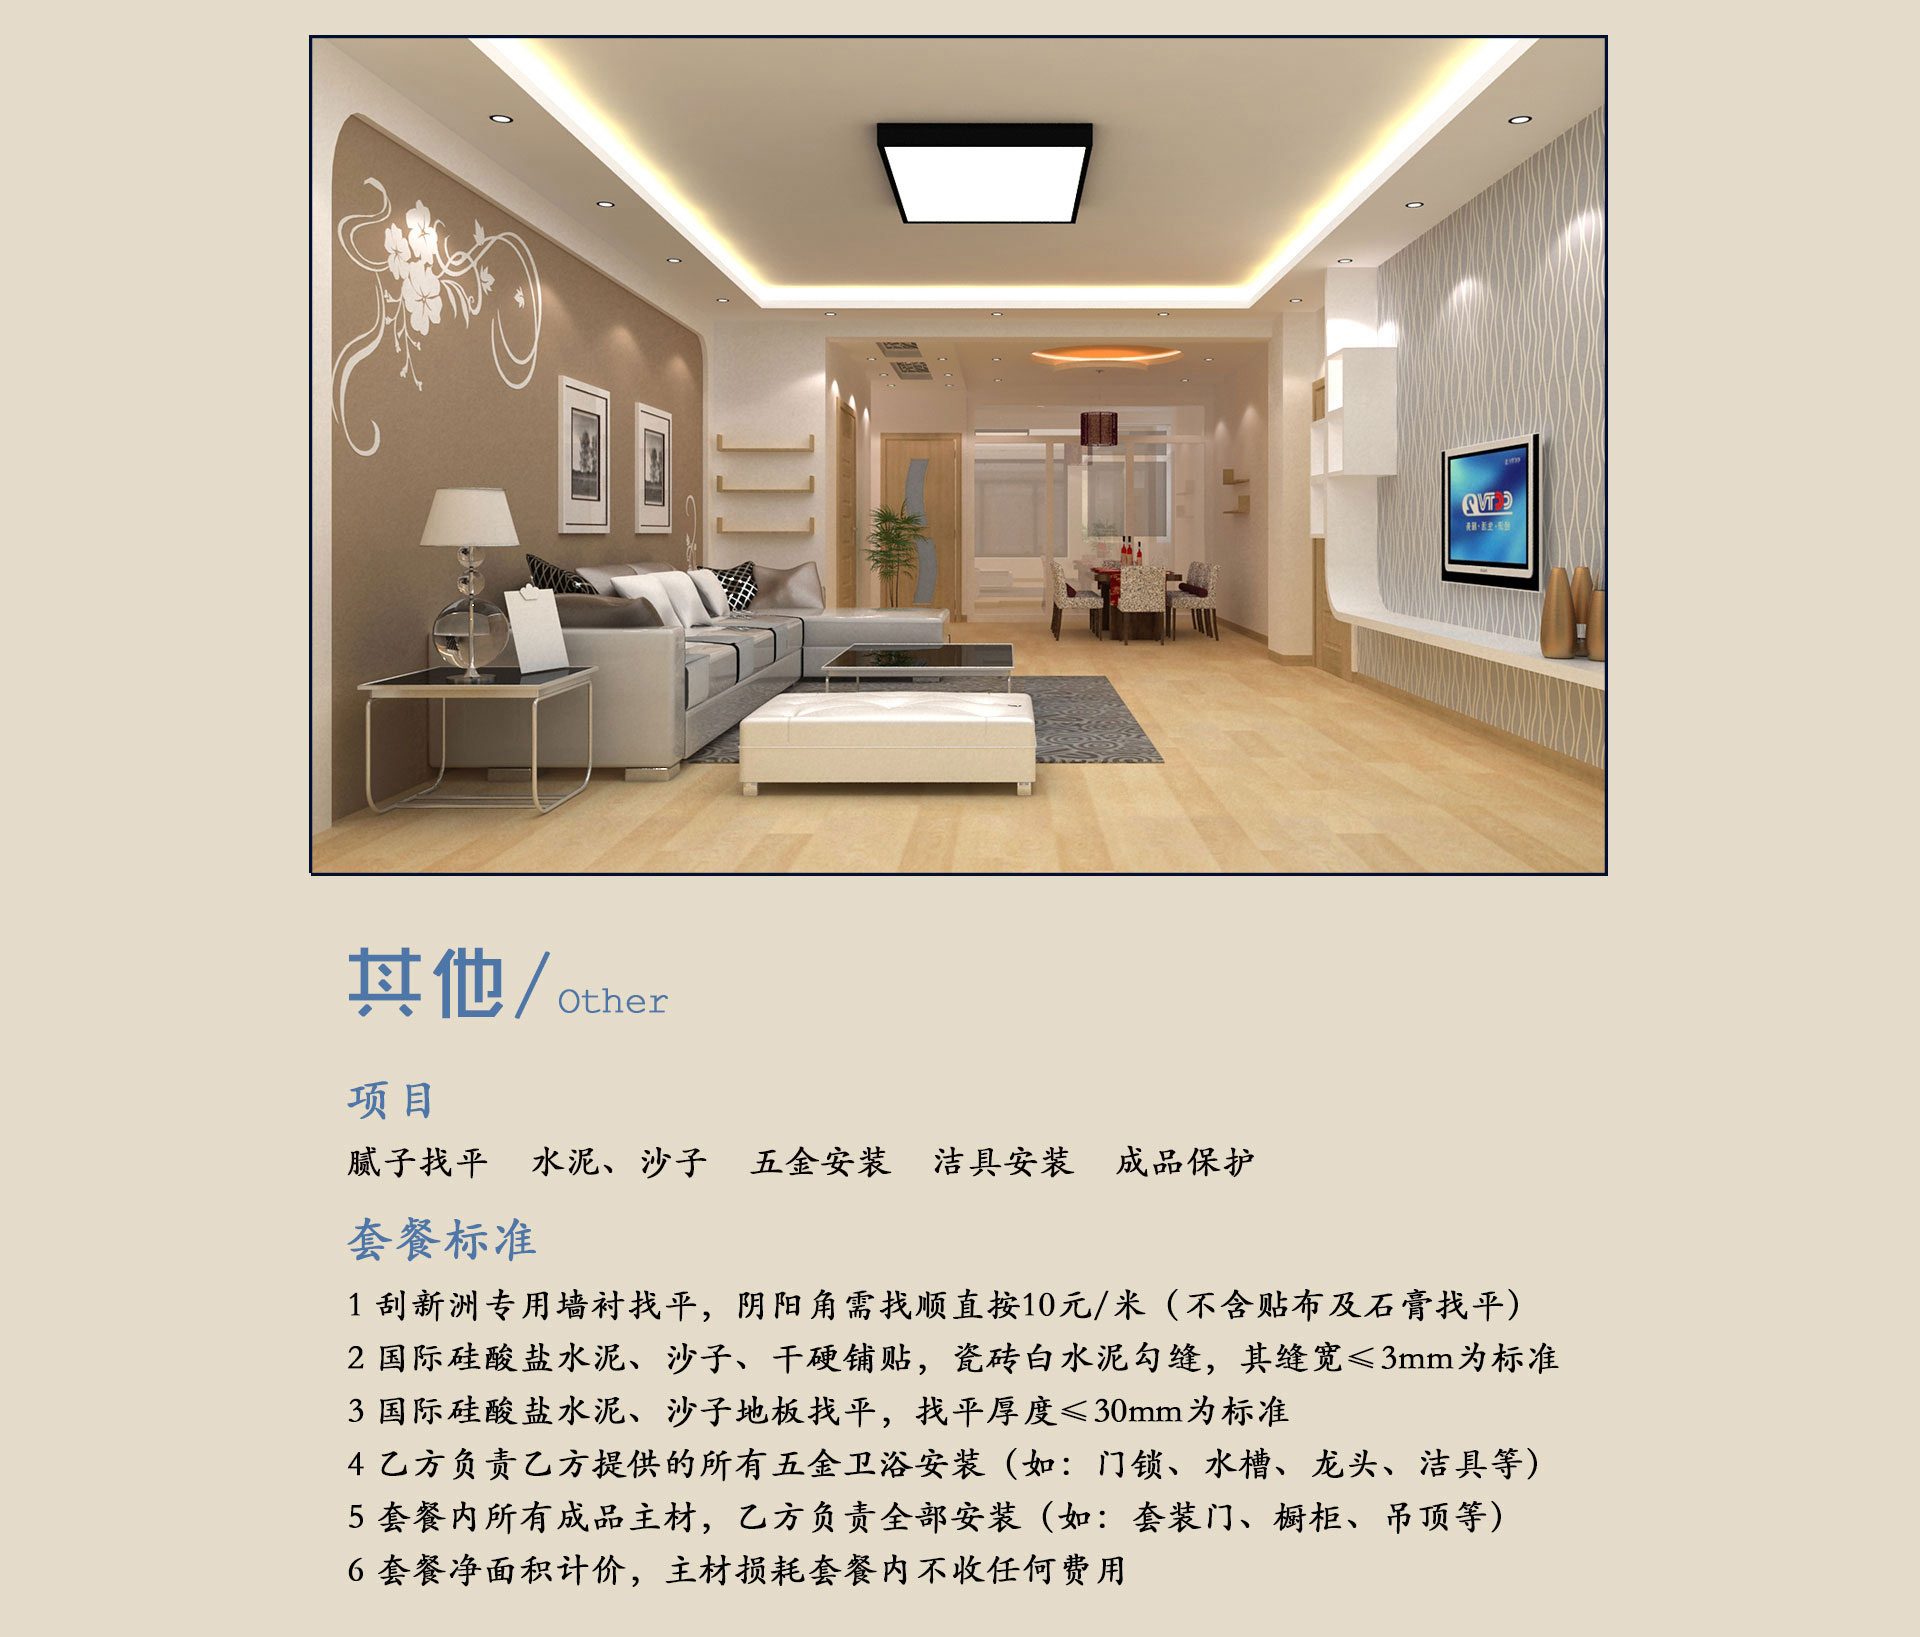 其他/Other
项目
腻子找平 水泥、沙子 五金安装 洁具安装 成品保护
套餐标准
1 刮新洲专用墙衬找平，阴阳角需找顺直按10元/米（不含贴布及石膏找平）
2 国际硅酸盐水泥、沙子、干硬铺贴，瓷砖白水泥勾缝，其缝宽≤3mm为标准
3 国际硅酸盐水泥、沙子地板找平，找平厚度≤30mm为标准
4 乙方负责乙方提供的所有五金卫浴安装（如：门锁、水槽、龙头、洁具等）
5 套餐内所有成品主材，乙方负责全部安装（如：套装门、橱柜、吊顶等）
6 套餐净面积计价，主材损耗套餐内不收任何费用